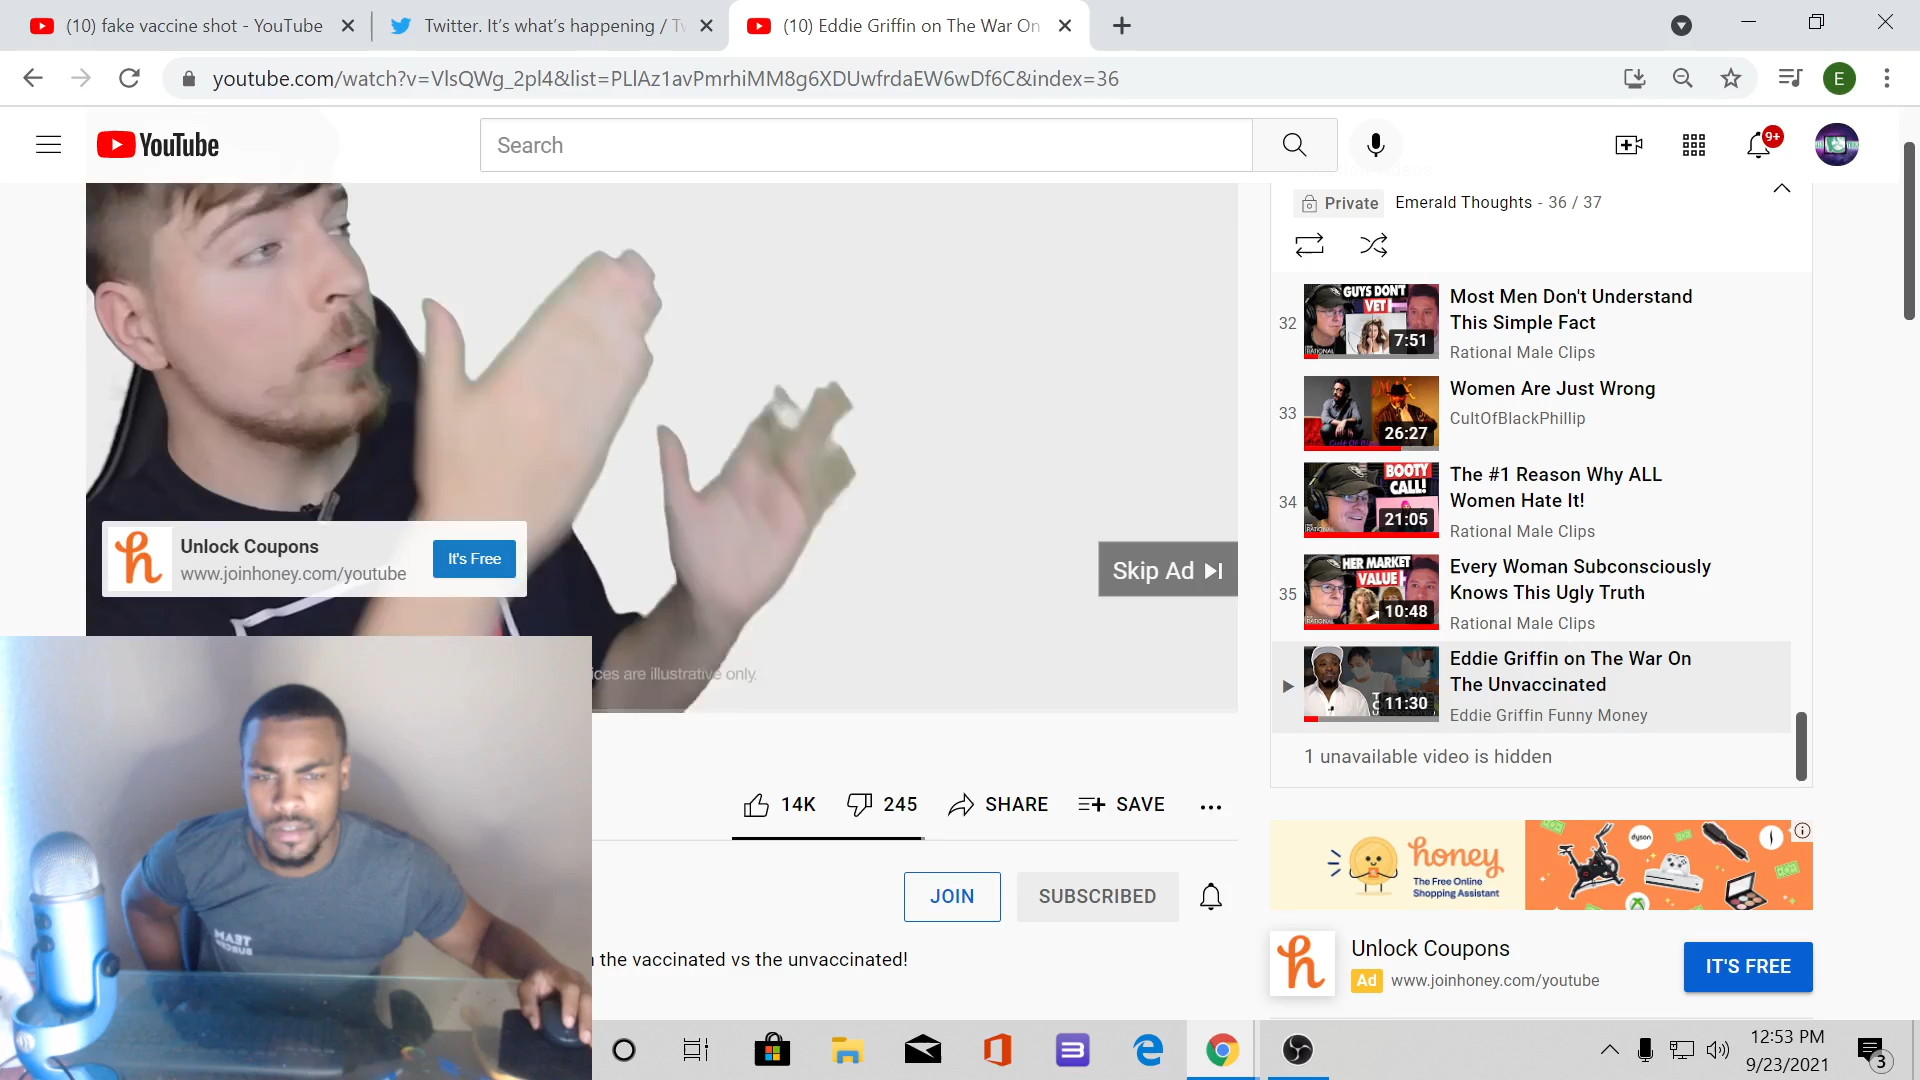 (10) fake vaccine shot - YouTube
Twitter. It's what's happening / Tw
(10) Eddie Griffin on The War On
youtube.com/watch?v=VlsQWg_2pl4&list=PLlAz1avPmrhiMM8g6XDUwfrdaEW6wDf6C&index=36
E
YouTube
Search
9+
Private
Emerald Thoughts - 36 / 37
32
GUYS DON'T
VET!
7:51
Most Men Don't Understand
This Simple Fact
Rational Male Clips
33
26:27
Women Are Just Wrong
CultOfBlackPhillip
34
BOOTY
CALL!
21:05
The #1 Reason Why ALL
Women Hate It!
Rational Male Clips
35
HER MARKET
VALUE
10:48
Every Woman Subconsciously
Knows This Ugly Truth
Rational Male Clips
11:30
Eddie Griffin on The War On
The Unvaccinated
Eddie Griffin Funny Money
1 unavailable video is hidden
h
Unlock Coupons
www.joinhoney.com/youtube
It's Free
Skip Ad
ices are illustrative only.
14K
245
SHARE
SAVE
JOIN
SUBSCRIBED
the vaccinated vs the unvaccinated!
honey
The Free Online
Shopping Assistant
dyson
h
Unlock Coupons
Ad www.joinhoney.com/youtube
IT'S FREE
TEAM
12:53 PM
9/23/2021
3